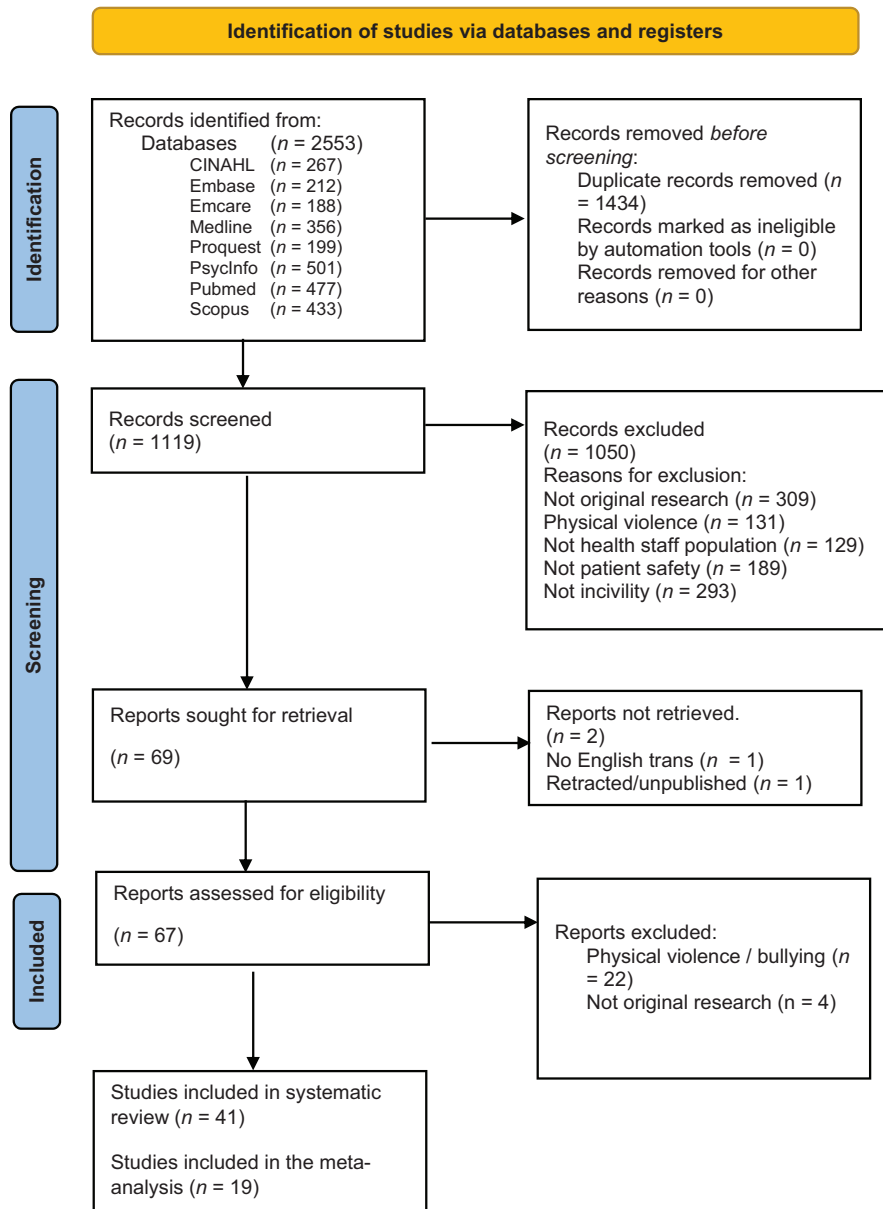 Identification of studies via databases and registers
Identification
Records identified from:
Databases (n = 2553)
CINAHL (n = 267)
Embase (n = 212)
Emcare (n = 188)
Medline (n = 356)
Proquest (n = 199)
PsycInfo (n = 501)
Pubmed (n = 477)
Scopus (n = 433)
Records removed before
screening:
Duplicate records removed (n
= 1434)
Records marked as ineligible
by automation tools (n = 0)
Records removed for other
reasons (n = 0)
Screening
Records screened
(n = 1119)
Records excluded
(n = 1050)
Reasons for exclusion:
Not original research (n = 309)
Physical violence (n = 131)
Not health staff population (n = 129)
Not patient safety (n = 189)
Not incivility (n = 293)
Reports sought for retrieval
(n = 69)
Reports not retrieved.
(n = 2)
No English trans (n = 1)
Retracted/unpublished (n = 1)
Included
Reports assessed for eligibility
(n = 67)
Reports excluded:
Physical violence / bullying (n
= 22)
Not original research (n = 4)
Studies included in systematic
review (n = 41)
Studies included in the meta-
analysis (n = 19)